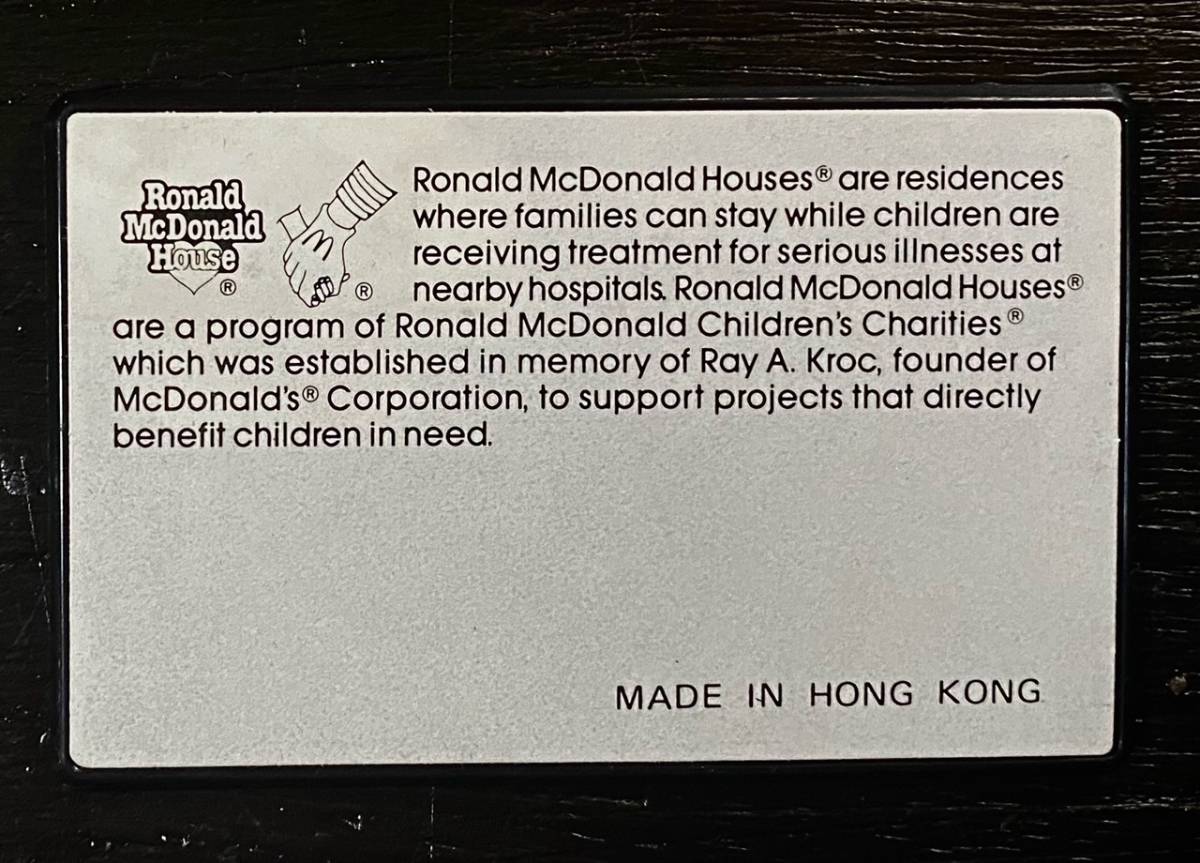 Ronald
McDonald
House
®
®
Ronald McDonald Houses® are residences
where families can stay while children are
receiving treatment for serious illnesses at
nearby hospitals. Ronald McDonald Houses®
are a program of Ronald McDonald Children's Charities®
which was established in memory of Ray A. Kroc, founder of
McDonald's® Corporation, to support projects that directly
benefit children in need.
MADE IN HONG KONG